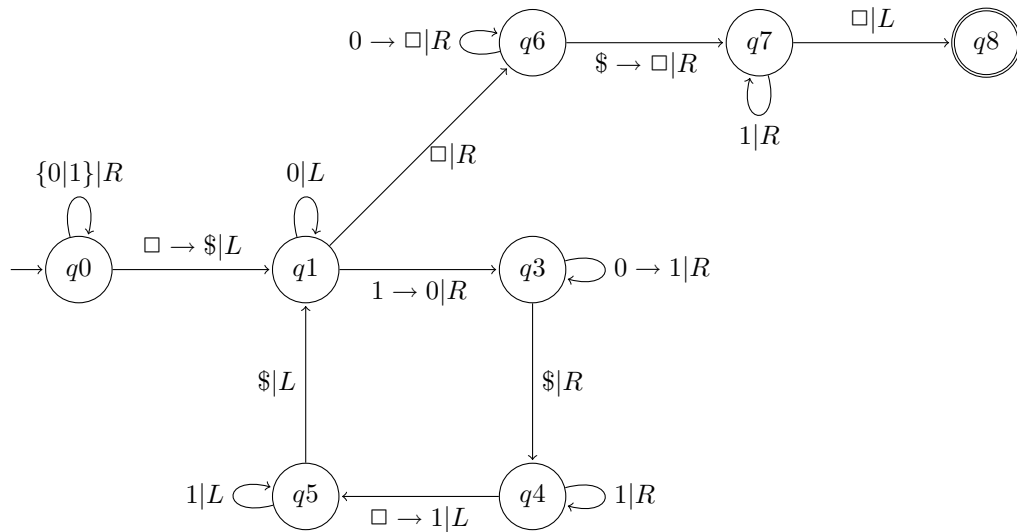 0 → □|R
q6
q7
q8
□|L
$ → □|R
1|R
□|R
{0|1}|R
0|L
□ → $|L
q0
q1
q3
0 → 1|R
1 → 0|R
$|L
$|R
1|L
q5
q4
1|R
□ → 1|L